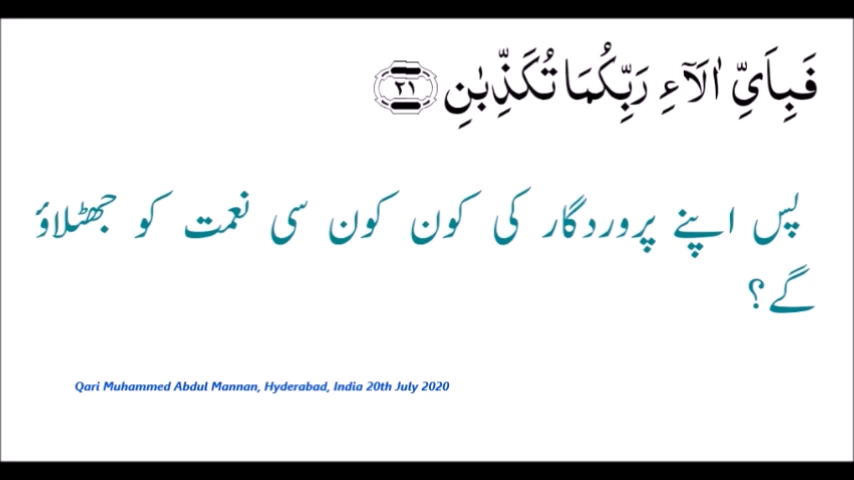 فَبِاَیِّ اٰلَآءِ رَبِّكُمَا تُكَذِّبٰنِ ۲۱
پس اپنے پروردگار کی کون کون سی نعمت کو جھٹلاؤ
گے؟
Qari Muhammed Abdul Mannan, Hyderabad, India 20th July 2020